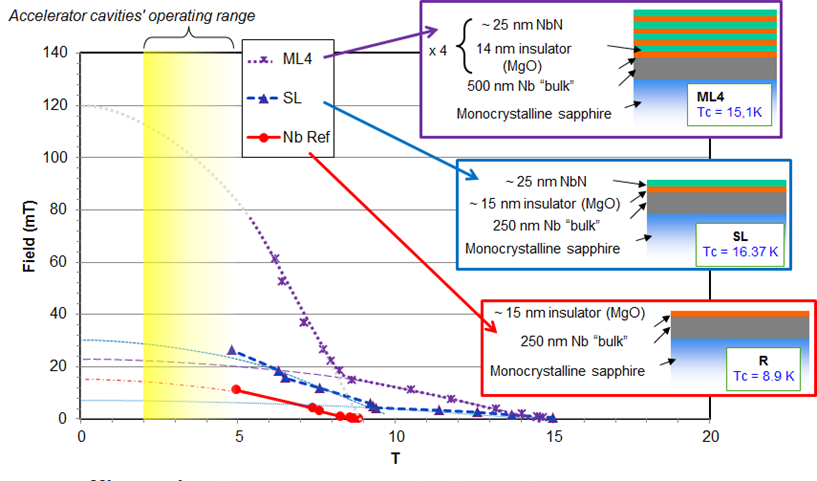 Accelerator cavities' operating range
140
120
100
80
60
40
20
0
Field (mT)
0
5
10
15
20
T
ML4
SL
Nb Ref
x 4
~ 25 nm NbN
14 nm insulator
(MgO)
500 nm Nb “bulk”
Monocrystalline sapphire
ML4
Tc = 15,1K
~ 25 nm NbN
~ 15 nm insulator (MgO)
250 nm Nb “bulk”
Monocrystalline sapphire
SL
Tc = 16.37 K
~ 15 nm insulator (MgO)
250 nm Nb “bulk”
Monocrystalline sapphire
R
Tc = 8.9 K